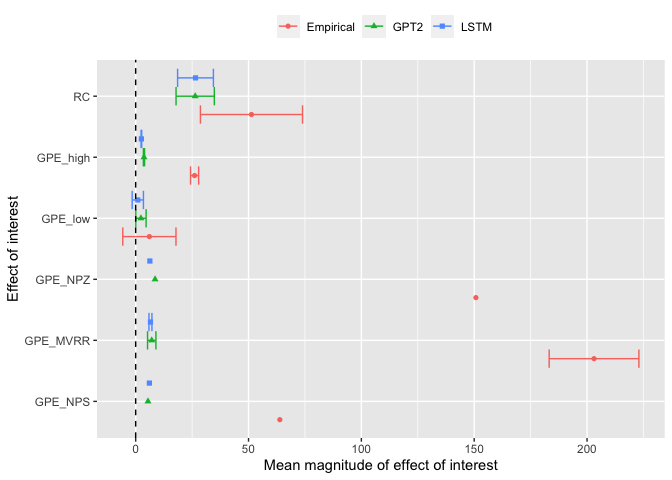 Empirical GPT2 LSTM
Effect of interest
RC
GPE_high
GPE_low
GPE_NPZ
GPE_MVRR
GPE_NPS
0 50 100 150 200
Mean magnitude of effect of interest